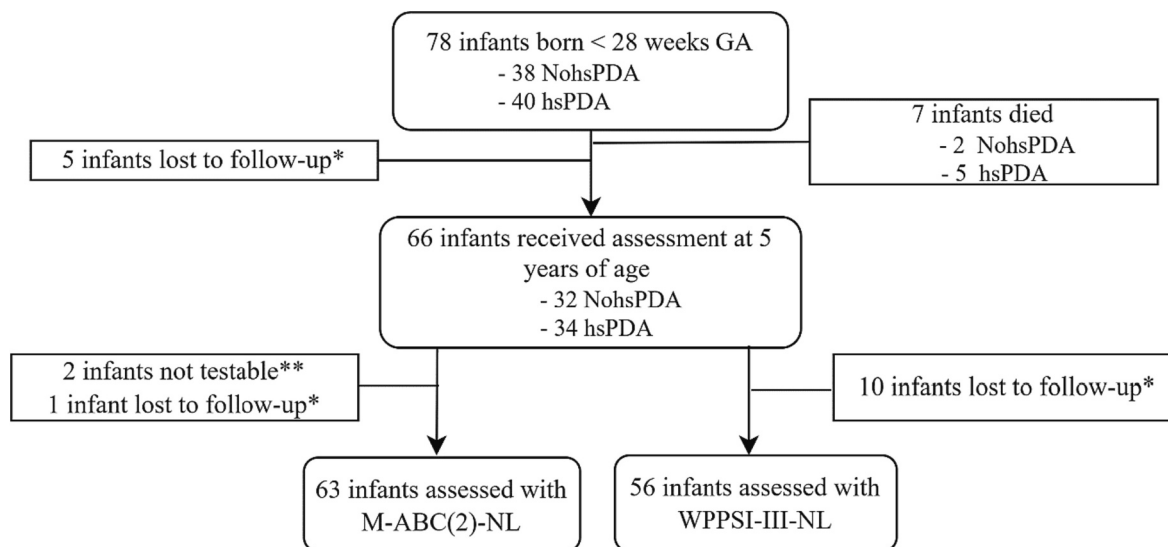 78 infants born < 28 weeks GA
- 38 NohsPDA
- 40 hsPDA
7 infants died
- 2 NohsPDA
- 5 hsPDA
5 infants lost to follow-up*
66 infants received assessment at 5
years of age
- 32 NohsPDA
- 34 hsPDA
2 infants not testable**
1 infant lost to follow-up*
10 infants lost to follow-up*
63 infants assessed with
M-ABC(2)-NL
56 infants assessed with
WPPSI-III-NL